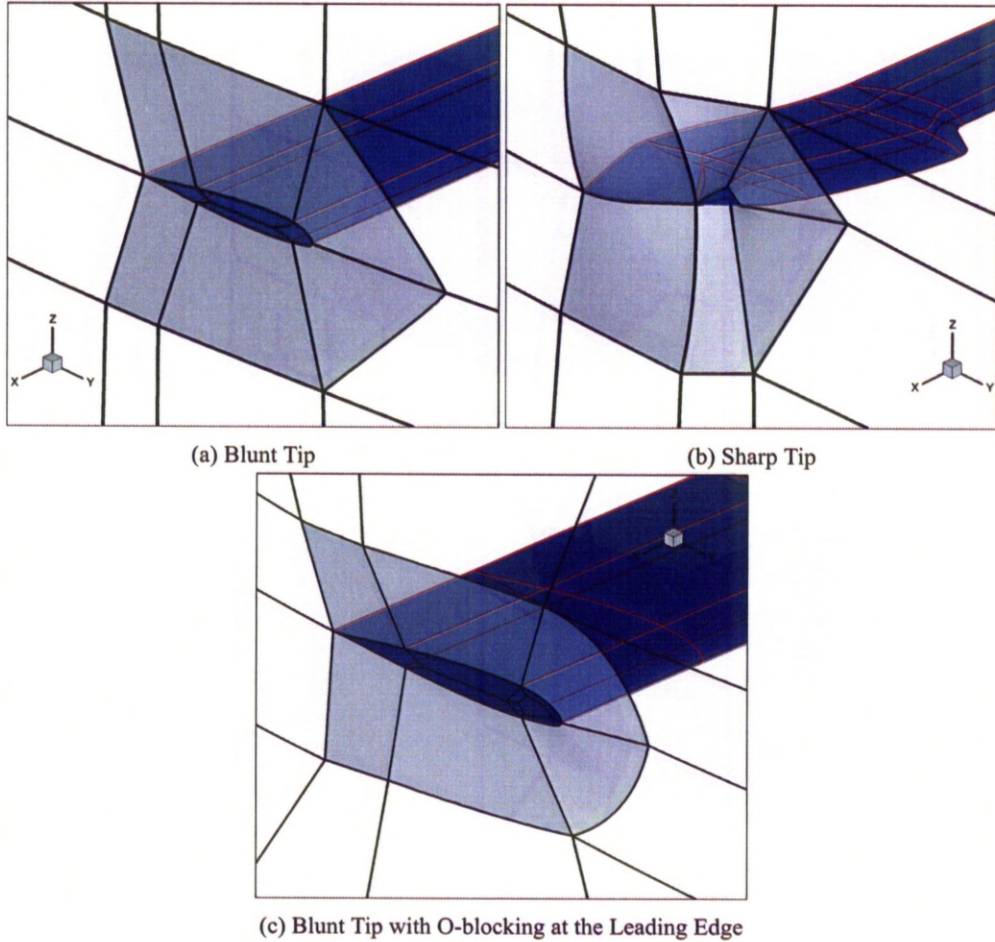 Z
X
Y
Z
X
Y
(a) Blunt Tip
(b) Sharp Tip
Z
(c) Blunt Tip with O-blocking at the Leading Edge